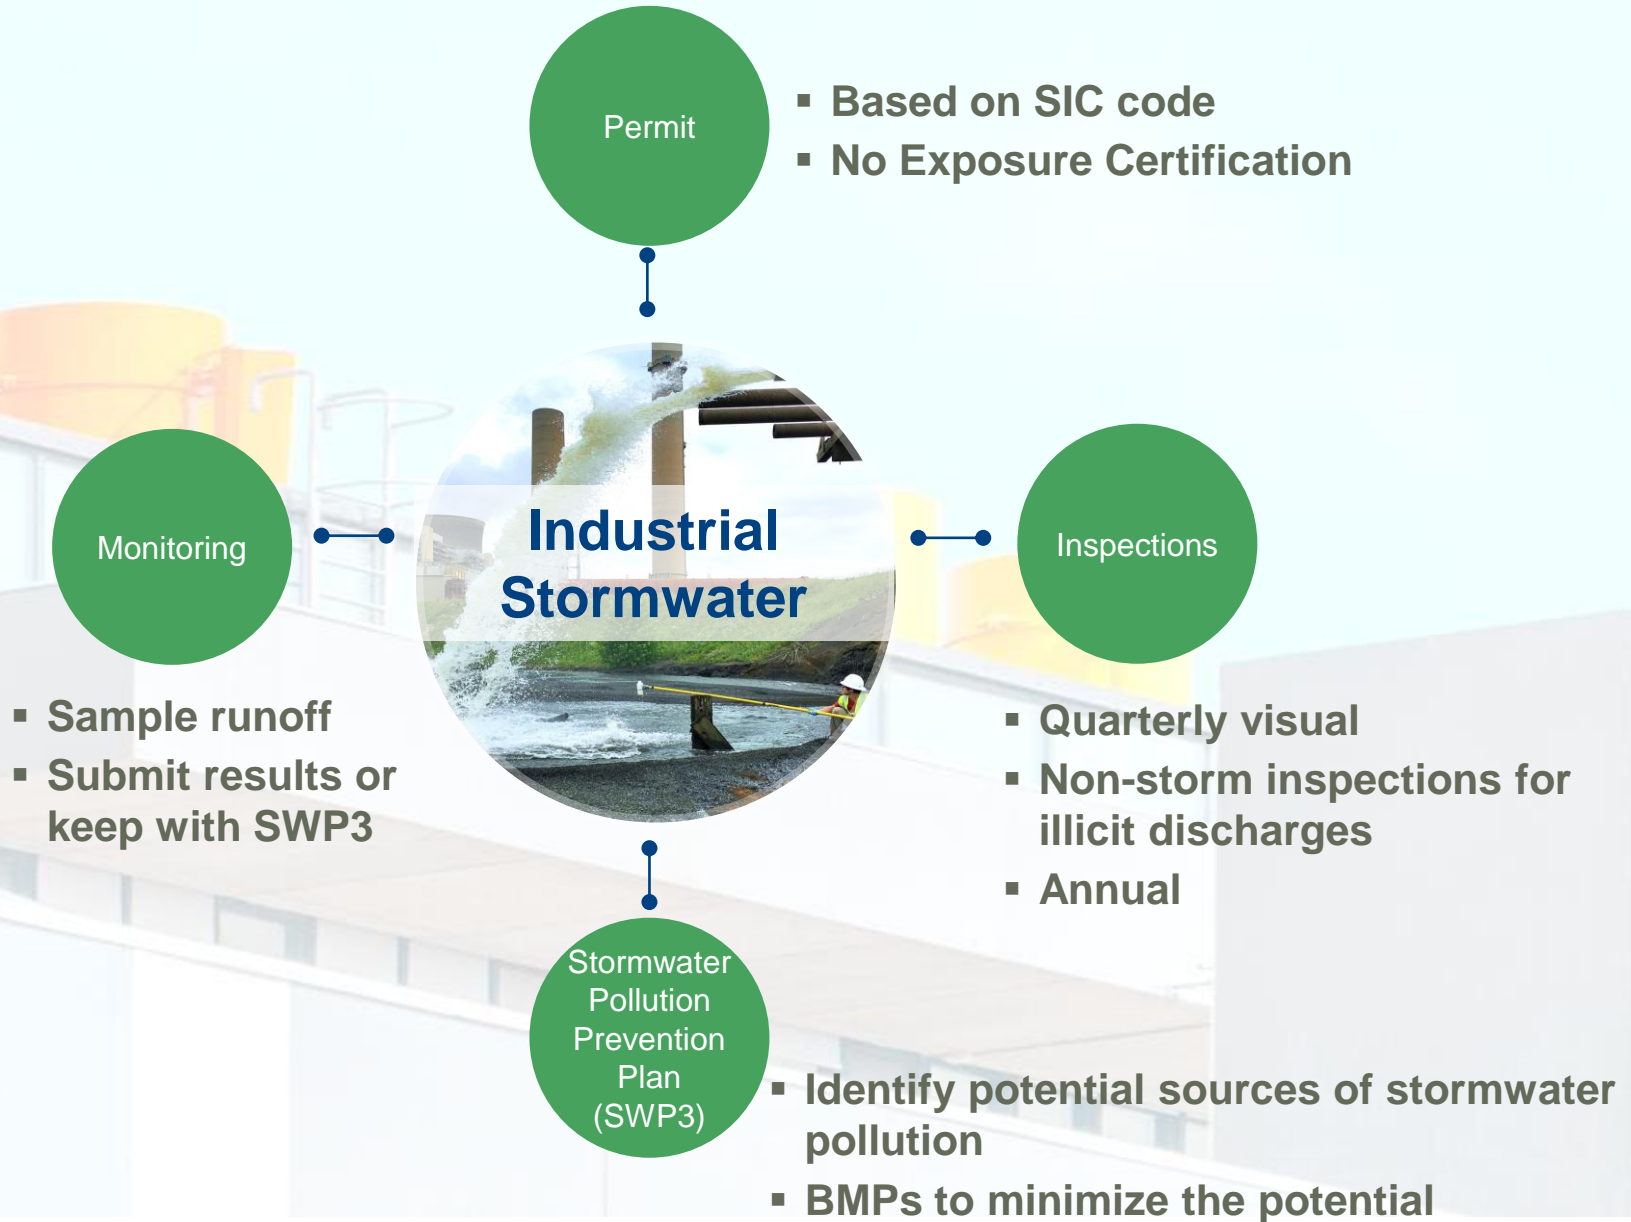 Permit
▪ Based on SIC code
▪ No Exposure Certification
Industrial
Stormwater
Monitoring
▪ Sample runoff
▪ Submit results or
keep with SWP3
Inspections
▪ Quarterly visual
▪ Non-storm inspections for
illicit discharges
▪ Annual
Stormwater
Pollution
Prevention
Plan
(SWP3)
▪ Identify potential sources of stormwater
pollution
▪ BMPs to minimize the potential